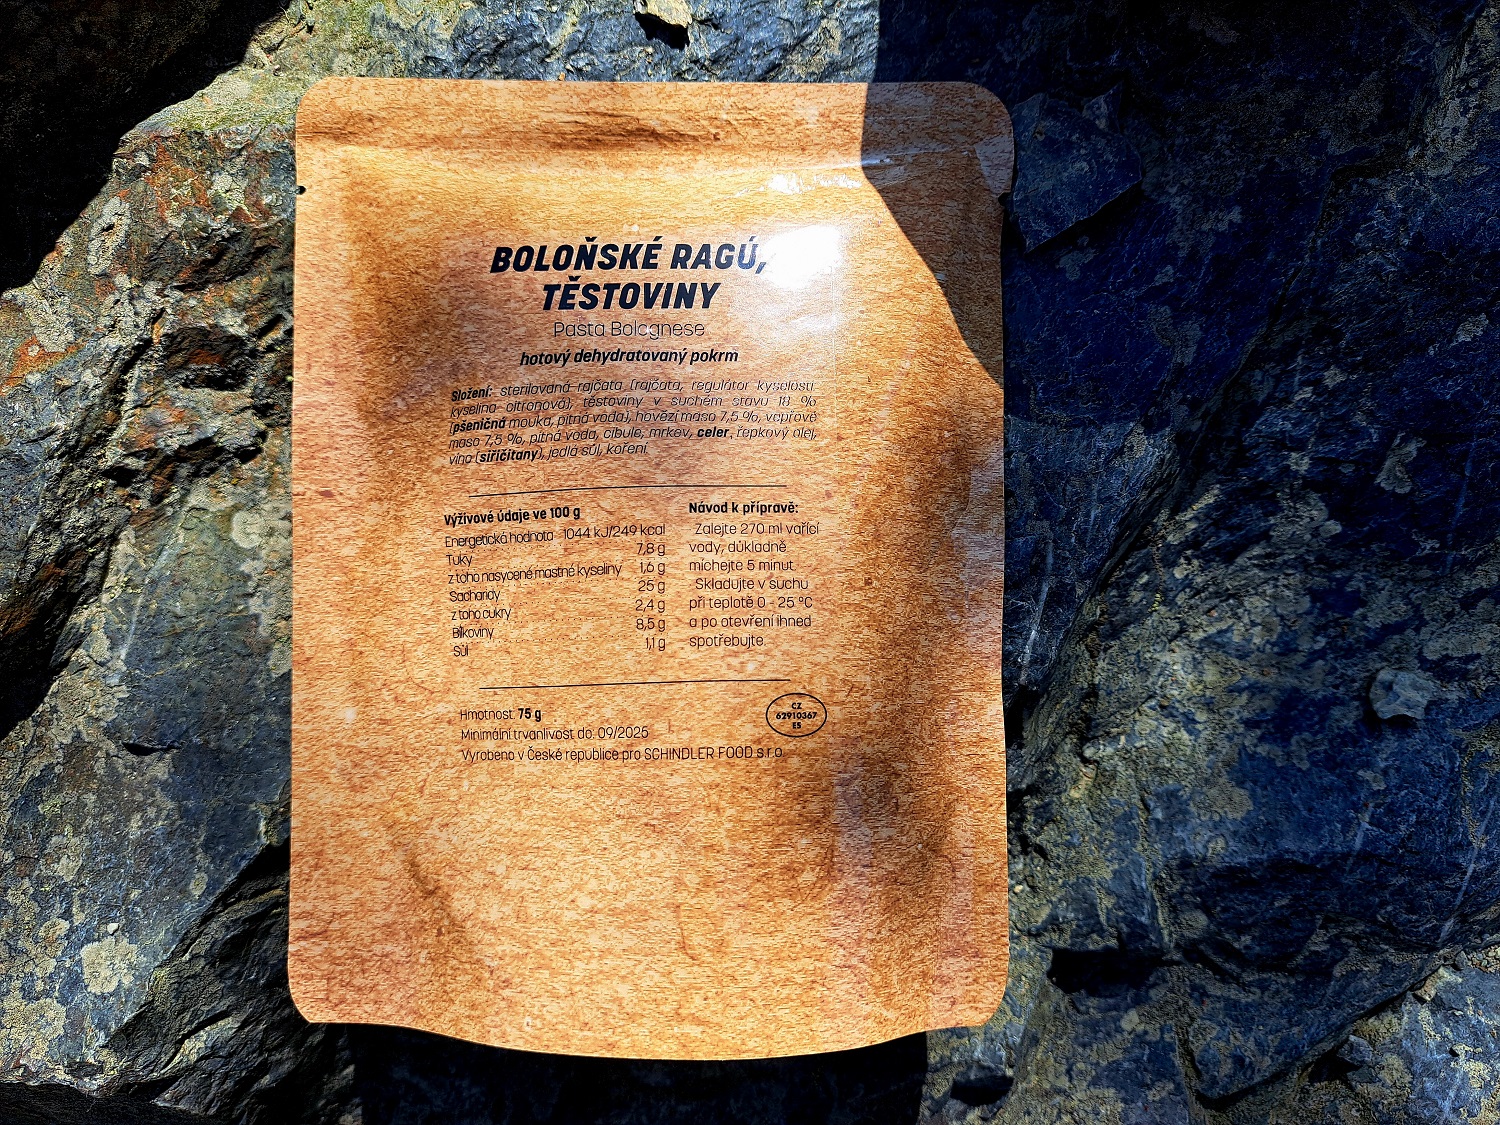 BOLOŇSKÉ RAGÚ,
TĚSTOVINY
Pasta Bolognese
hotový dehydratovaný pokrm
Složení: sterilovaná rajčata (rajčata, regulátor kyselosti:
kyselina citronová), těstoviny v suchém stavu 18 %
(pšeničná mouka, pitná voda), hovězí maso 7,5 %, vepřové
maso 7,5 %, pitná voda, cibule, mrkev, celer, řepkový olej,
víno (siřičitany), jedlá sůl, koření.
Výživové údaje ve 100 g
Energetická hodnota 1044 kJ/249 kcal
Tuky 7,8 g
z toho nasycené mastné kyseliny 1,6 g
Sacharidy 25 g
z toho cukry 2,4 g
Bílkoviny 8,5 g
Sůl 1,1 g
Návod k přípravě:
Zalejte 270 ml vařící
vody, důkladně
míchejte 5 minut.
Skladujte v suchu
při teplotě 0 - 25 °C
a po otevření ihned
spotřebujte.
Hmotnost: 75 g
Minimální trvanlivost do: 09/2025
Vyrobeno v České republice pro SCHINDLER FOOD s.r.o.
CZ
62910367
ES